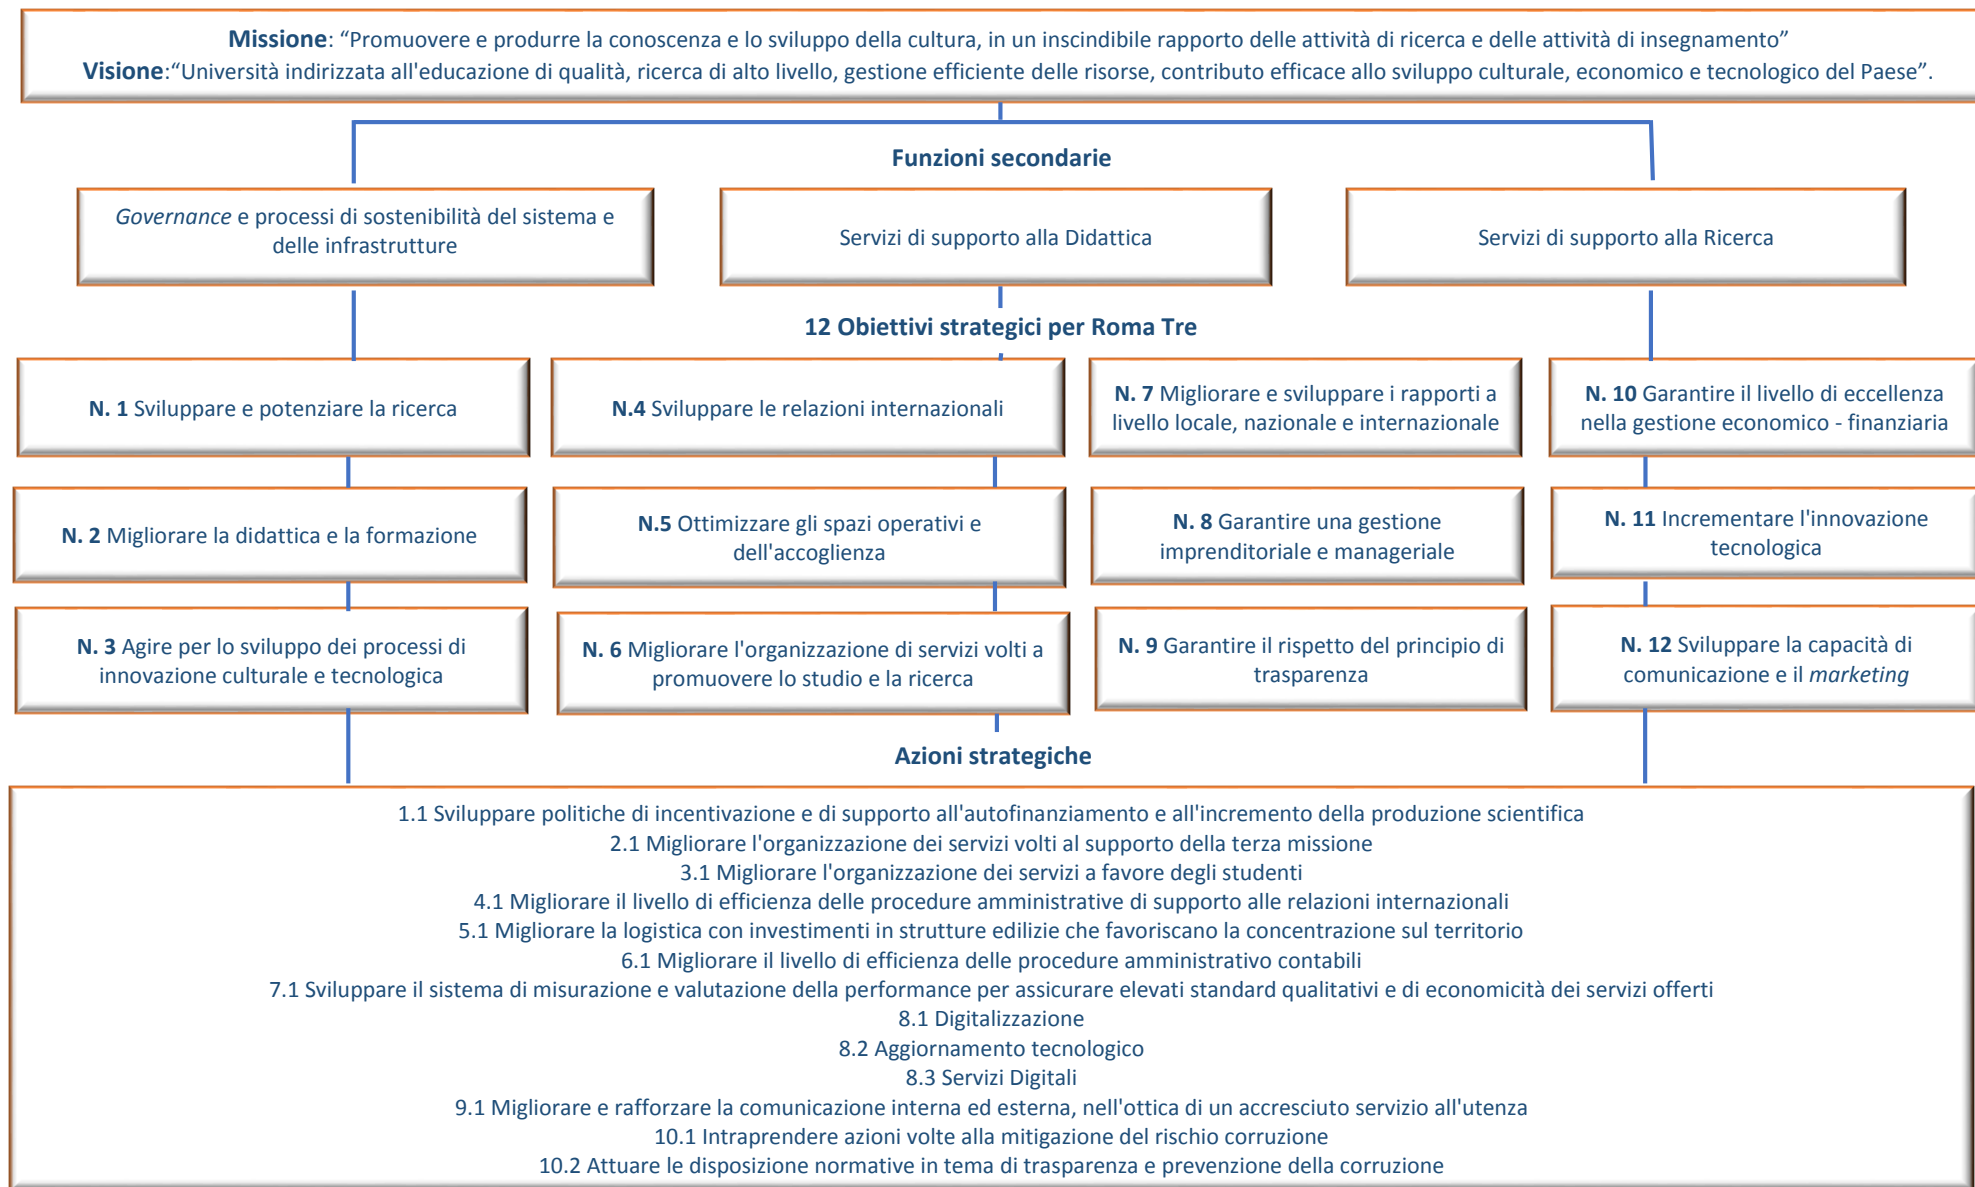 Missione: “Promuovere e produrre la conoscenza e lo sviluppo della cultura, in un inscindibile rapporto delle attività di ricerca e delle attività di insegnamento”
Visione:“Università indirizzata all'educazione di qualità, ricerca di alto livello, gestione efficiente delle risorse, contributo efficace allo sviluppo culturale, economico e tecnologico del Paese”.
Funzioni secondarie
Governance e processi di sostenibilità del sistema e
delle infrastrutture
Servizi di supporto alla Didattica
Servizi di supporto alla Ricerca
12 Obiettivi strategici per Roma Tre
N. 1 Sviluppare e potenziare la ricerca
N.4 Sviluppare le relazioni internazionali
N. 7 Migliorare e sviluppare i rapporti a
livello locale, nazionale e internazionale
N. 10 Garantire il livello di eccellenza
nella gestione economico - finanziaria
N. 2 Migliorare la didattica e la formazione
N.5 Ottimizzare gli spazi operativi e
dell'accoglienza
N. 8 Garantire una gestione
imprenditoriale e manageriale
N. 11 Incrementare l'innovazione
tecnologica
N. 3 Agire per lo sviluppo dei processi di
innovazione culturale e tecnologica
N. 6 Migliorare l'organizzazione di servizi volti a
promuovere lo studio e la ricerca
N. 9 Garantire il rispetto del principio di
trasparenza
N. 12 Sviluppare la capacità di
comunicazione e il marketing
Azioni strategiche
1.1 Sviluppare politiche di incentivazione e di supporto all'autofinanziamento e all'incremento della produzione scientifica
2.1 Migliorare l'organizzazione dei servizi volti al supporto della terza missione
3.1 Migliorare l'organizzazione dei servizi a favore degli studenti
4.1 Migliorare il livello di efficienza delle procedure amministrative di supporto alle relazioni internazionali
5.1 Migliorare la logistica con investimenti in strutture edilizie che favoriscano la concentrazione sul territorio
6.1 Migliorare il livello di efficienza delle procedure amministrativo contabili
7.1 Sviluppare il sistema di misurazione e valutazione della performance per assicurare elevati standard qualitativi e di economicità dei servizi offerti
8.1 Digitalizzazione
8.2 Aggiornamento tecnologico
8.3 Servizi Digitali
9.1 Migliorare e rafforzare la comunicazione interna ed esterna, nell'ottica di un accresciuto servizio all'utenza
10.1 Intraprendere azioni volte alla mitigazione del rischio corruzione
10.2 Attuare le disposizione normative in tema di trasparenza e prevenzione della corruzione